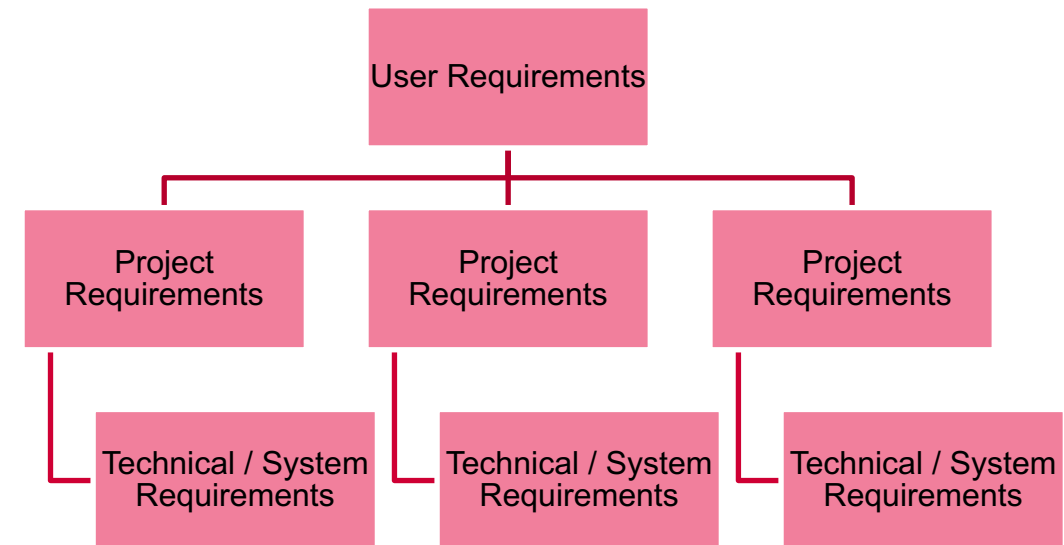 User Requirements
Project
Requirements
Project
Requirements
Project
Requirements
Technical / System
Requirements
Technical / System
Requirements
Technical / System
Requirements